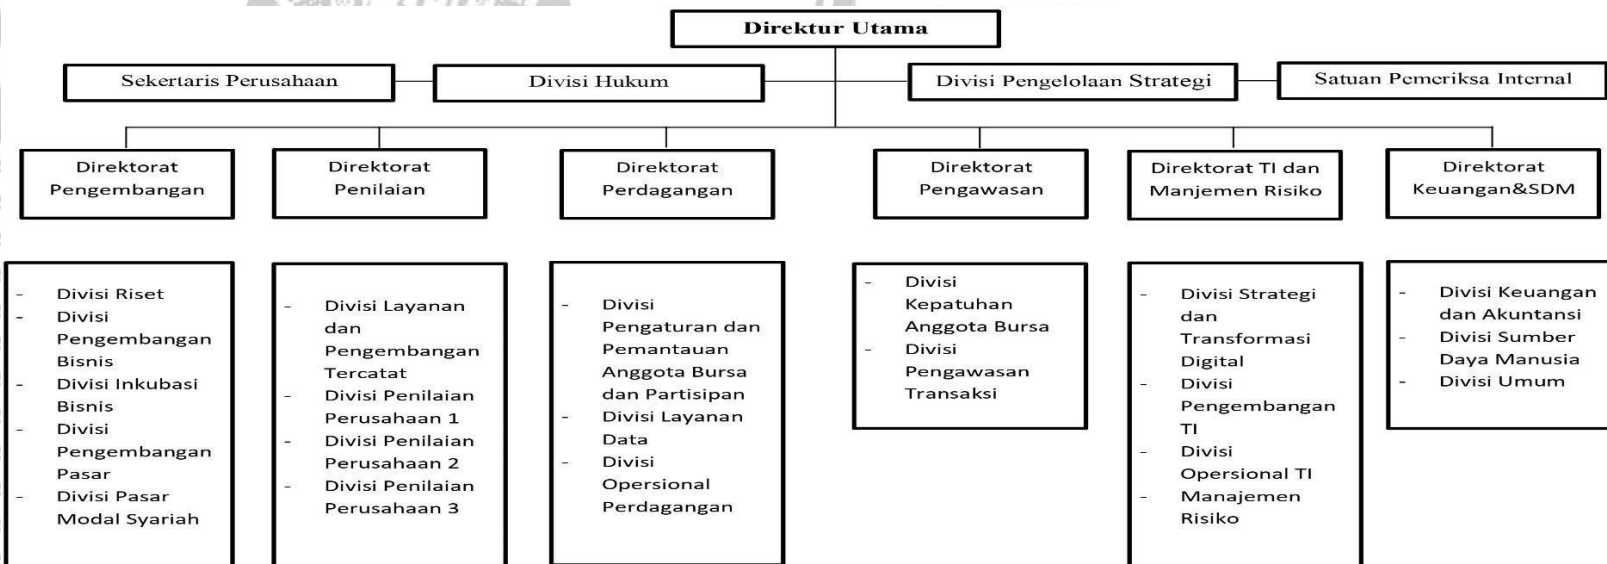 Direktur Utama
Sekertaris Perusahaan
Divisi Hukum
Divisi Pengelolaan Strategi
Satuan Pemeriksa Internal
Direktorat
Pengembangan
Direktorat
Penilaian
Direktorat
Perdagangan
Direktorat
Pengawasan
Direktorat TI dan
Manjemen Risiko
Direktorat
Keuangan&SDM
- Divisi Riset
- Divisi
Pengembangan
Bisnis
- Divisi Inkubasi
Bisnis
- Divisi
Pengembangan
Pasar
- Divisi Pasar
Modal Syariah
- Divisi Layanan
dan
Pengembangan
Tercatat
- Divisi Penilaian
Perusahaan 1
- Divisi Penilaian
Perusahaan 2
- Divisi Penilaian
Perusahaan 3
- Divisi
Pengaturan dan
Pemantauan
Anggota Bursa
dan Partisipan
- Divisi Layanan
Data
- Divisi
Opersional
Perdagangan
- Divisi
Kepatuhan
Anggota Bursa
- Divisi
Pengawasan
Transaksi
- Divisi Strategi
dan
Transformasi
Digital
- Divisi
Pengembangan
TI
- Divisi
Opersional TI
- Manajemen
Risiko
- Divisi Keuangan
dan Akuntansi
- Divisi Sumber
Daya Manusia
- Divisi Umum